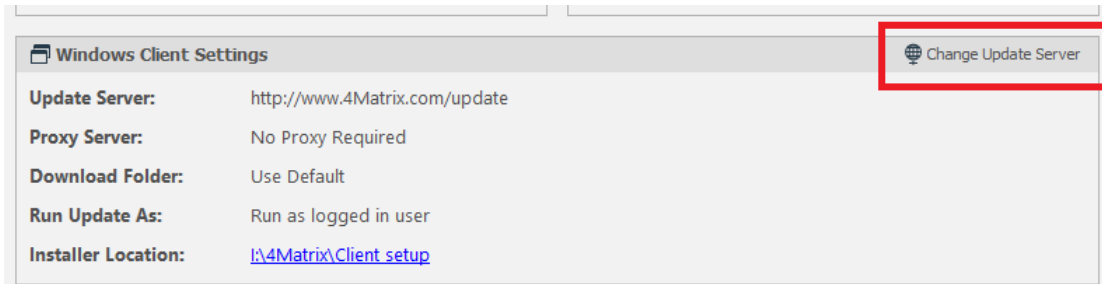 Windows Client Settings
Change Update Server
Update Server: http://www.4Matrix.com/update
Proxy Server: No Proxy Required
Download Folder: Use Default
Run Update As: Run as logged in user
Installer Location: I:\4Matrix\Client setup